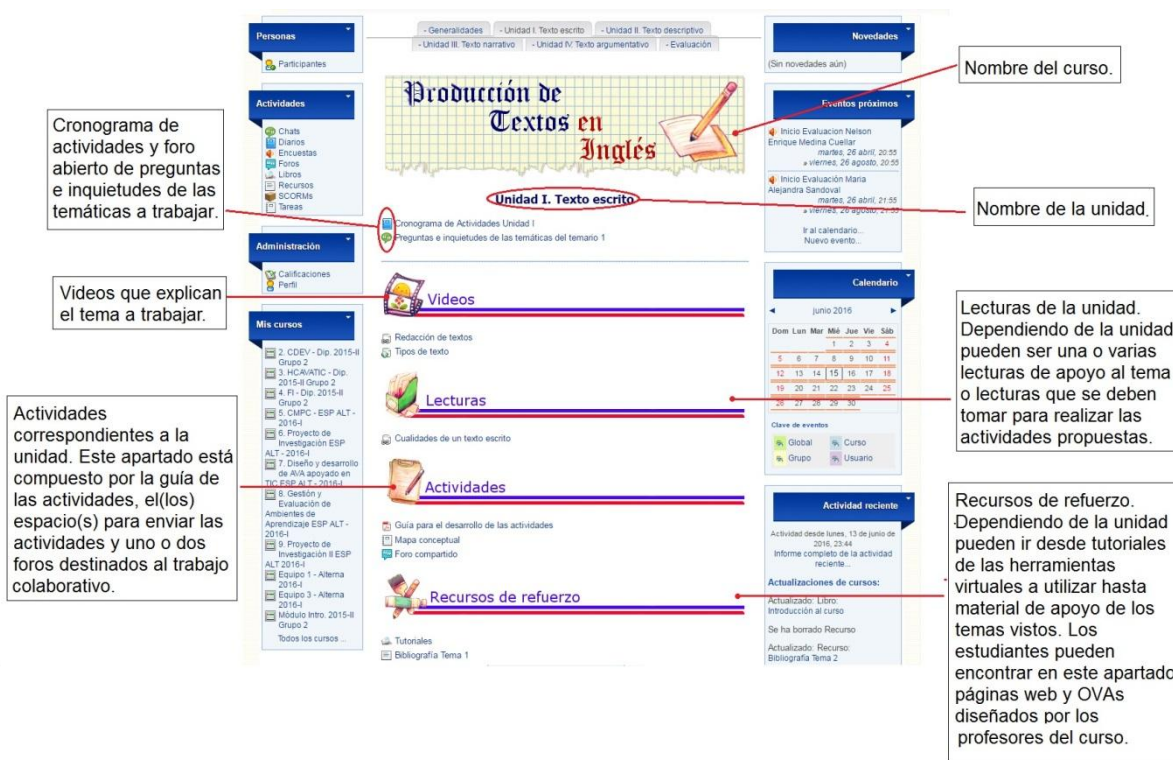 Cronograma de
actividades y foro
abierto de preguntas
e inquietudes de las
temáticas a trabajar.
Videos que explican
el tema a trabajar.
Actividades
correspondientes a la
unidad. Este apartado está
compuesto por la guía de
las actividades, el(los)
espacio(s) para enviar las
actividades y uno o dos
foros destinados al trabajo
colaborativo.
Personas
Participantes
Actividades
Chats
Diarios
Encuestas
Foros
Libros
Recursos
SCORMs
Tareas
Administración
Calificaciones
Perfil
Mis cursos
2. CDEV - Dip. 2015-II
Grupo 2
3. HCAVATIC - Dip.
2015-II Grupo 2
4. FI - Dip. 2015-II
Grupo 2
5. CMPC - ESP ALT -
2016-I
6. Proyecto de
Investigación ESP
ALT - 2016-I
7. Diseño y desarrollo
de AVA apoyado en
TIC ESP ALT - 2016-I
8. Gestión y
Evaluación de
Ambientes de
Aprendizaje ESP ALT -
2016-I
9. Proyecto de
Investigación II ESP
ALT 2016-I
Equipo 1 - Alterna
2016-I
Equipo 3 - Alterna
2016-I
Módulo Intro. 2015-II
Grupo 2
Todos los cursos ...
- Generalidades - Unidad I. Texto escrito - Unidad II. Texto descriptivo
- Unidad III. Texto narrativo - Unidad IV. Texto argumentativo - Evaluación
Producción de
Textos en
Inglés
Unidad I. Texto escrito
Cronograma de Actividades Unidad I
Preguntas e inquietudes de las temáticas del temario 1
Videos
Redacción de textos
Tipos de texto
Lecturas
Cualidades de un texto escrito
Actividades
Guía para el desarrollo de las actividades
Mapa conceptual
Foro compartido
Recursos de refuerzo
Tutoriales
Bibliografía Tema 1
Novedades
(Sin novedades aún)
Eventos próximos
Inicio Evaluacion Nelson
Enrique Medina Cuellar
martes, 26 abril, 20:55
» viernes, 26 agosto, 20:55
Inicio Evaluación Maria
Alejandra Sandoval
martes, 26 abril, 21:55
» viernes, 26 agosto, 21:55
Ir al calendario...
Nuevo evento...
Calendario
junio 2016
Dom Lun Mar Mié Jue Vie Sáb
1 2 3 4
5 6 7 8 9 10 11
12 13 14 15 16 17 18
19 20 21 22 23 24 25
26 27 28 29 30
Clave de eventos
Global Curso
Grupo Usuario
Actividad reciente
Actividad desde lunes, 13 de junio de
2016, 23:44
Informe completo de la actividad
reciente...
Actualizaciones de cursos:
Actualizado: Libro:
Introducción al curso
Se ha borrado Recurso
Actualizado: Recurso:
Bibliografía Tema 2
Nombre del curso.
Nombre de la unidad.
Lecturas de la unidad.
Dependiendo de la unidad
pueden ser una o varias
lecturas de apoyo al tema
o lecturas que se deben
tomar para realizar las
actividades propuestas.
Recursos de refuerzo.
Dependiendo de la unidad
pueden ir desde tutoriales
de las herramientas
virtuales a utilizar hasta
material de apoyo de los
temas vistos. Los
estudiantes pueden
encontrar en este apartado
páginas web y OVAs
diseñados por los
profesores del curso.